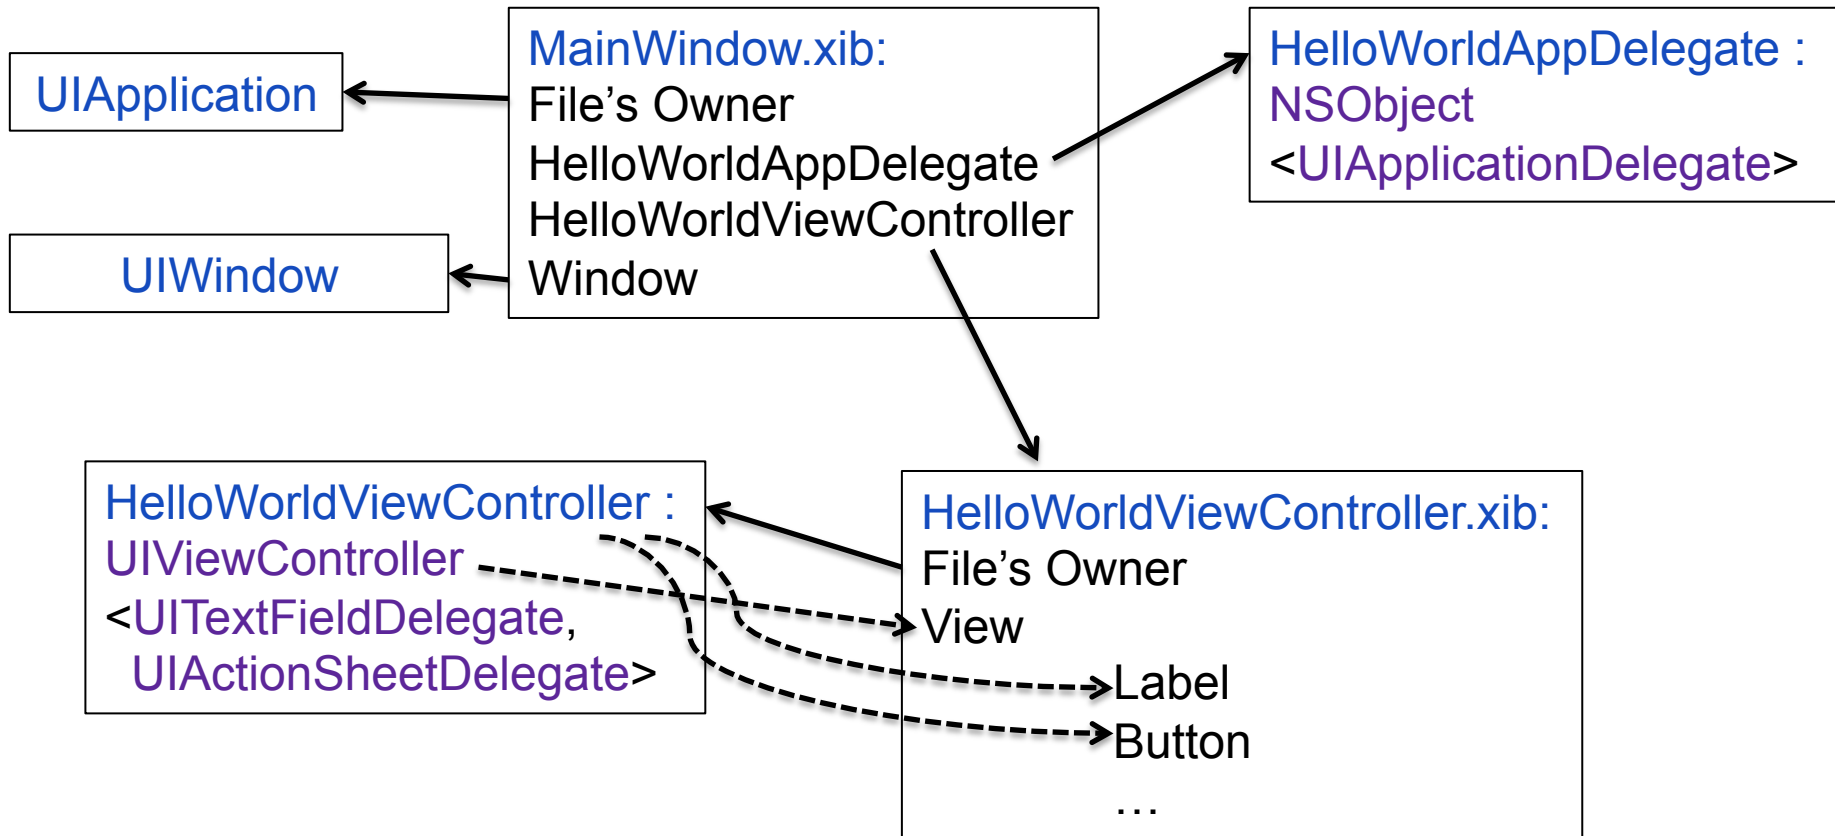 UIApplication
UIWindow
MainWindow.xib:
File’s Owner
HelloWorldAppDelegate
HelloWorldViewController
Window
HelloWorldAppDelegate :
NSObject
<UIApplicationDelegate>
HelloWorldViewController :
UIViewController
<UITextFieldDelegate,
UIActionSheetDelegate>
HelloWorldViewController.xib:
File’s Owner
View
Label
Button
…